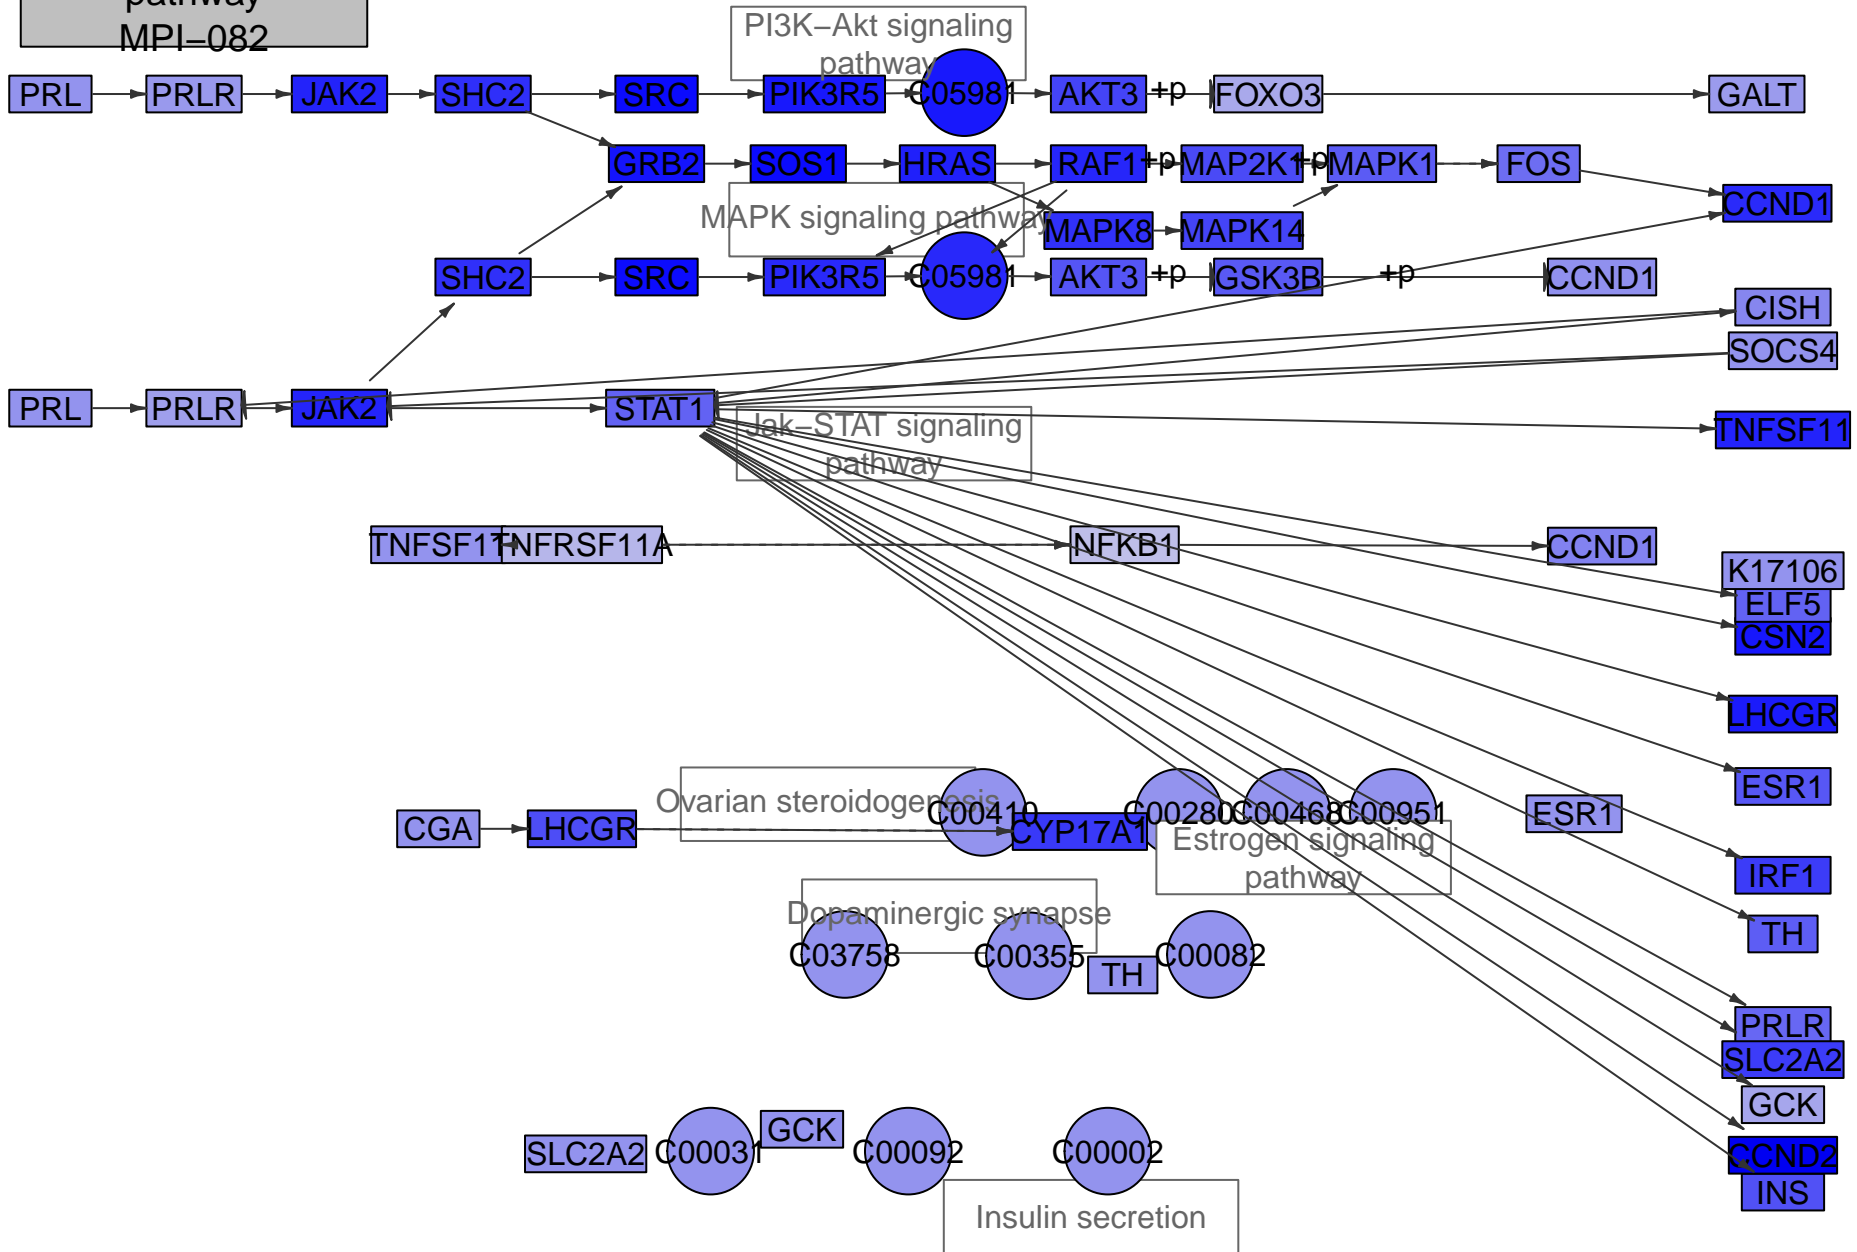 pathway
MPI–082
PI3K–Akt signaling
pathway
PRL
PRLR
JAK2
SHC2
SRC
PIK3R5
C05981
AKT3
+p
FOXO3
GALT
GRB2
SOS1
HRAS
RAF1
+p
MAP2K1
+p
MAPK1
FOS
CCND1
MAPK signaling pathway
MAPK8
MAPK14
SHC2
SRC
PIK3R5
C05981
AKT3
+p
GSK3B
+p
CCND1
CISH
SOCS4
PRL
PRLR
JAK2
STAT1
Jak–STAT signaling
pathway
TNFSF11
TNFSF11
TNFRSF11A
NFKB1
CCND1
K17106
ELF5
CSN2
LHCGR
ESR1
Ovarian steroidogenesis
C00410
C00280
C00468
C00951
ESR1
CGA
LHCGR
CYP17A1
Estrogen signaling
pathway
IRF1
Dopaminergic synapse
TH
C03758
C00355
TH
C00082
PRLR
SLC2A2
GCK
SLC2A2
C00031
GCK
C00092
C00002
CCND2
INS
Insulin secretion